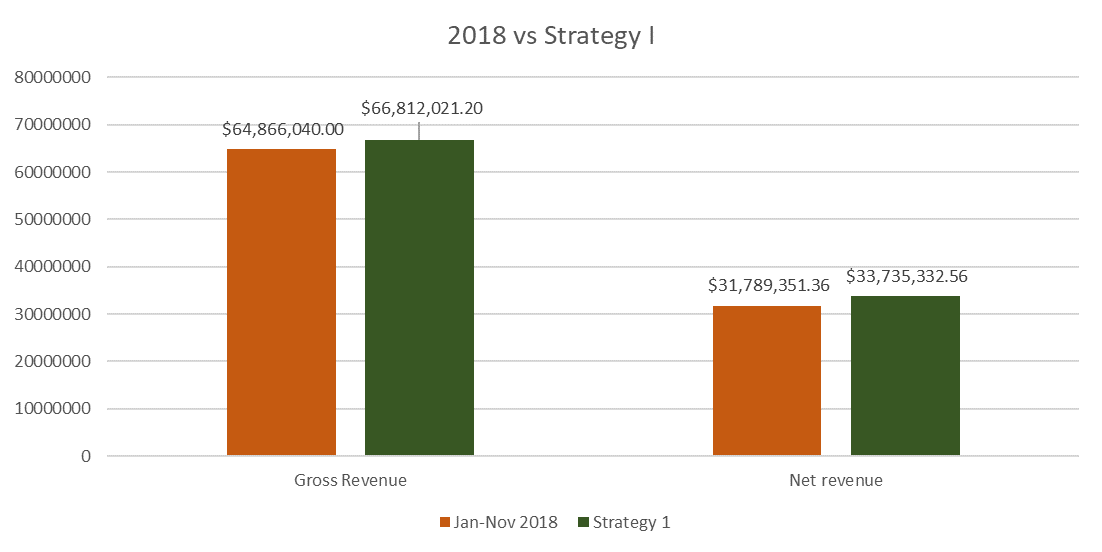 2018 vs Strategy I
80000000
70000000
60000000
50000000
40000000
30000000
20000000
10000000
0
$64,866,040.00
$66,812,021.20
$31,789,351.36
$33,735,332.56
Gross Revenue
Net revenue
Jan-Nov 2018
Strategy 1